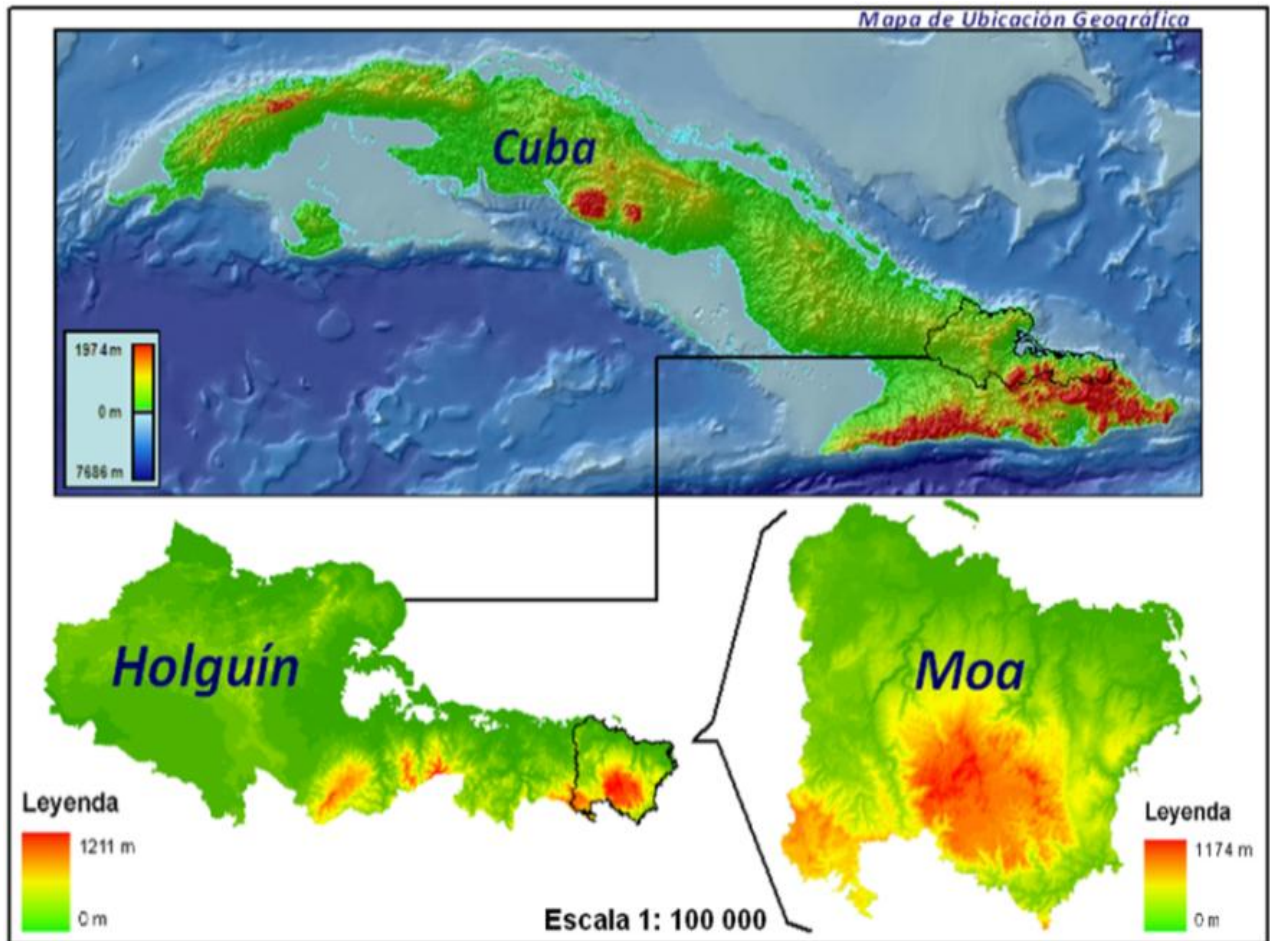 Mapa de Ubicación Geográfica
Cuba
1974 m
0 m
7686 m
Holguín
Moa
Leyenda
1211 m
0 m
Leyenda
1174 m
0 m
Escala 1: 100 000